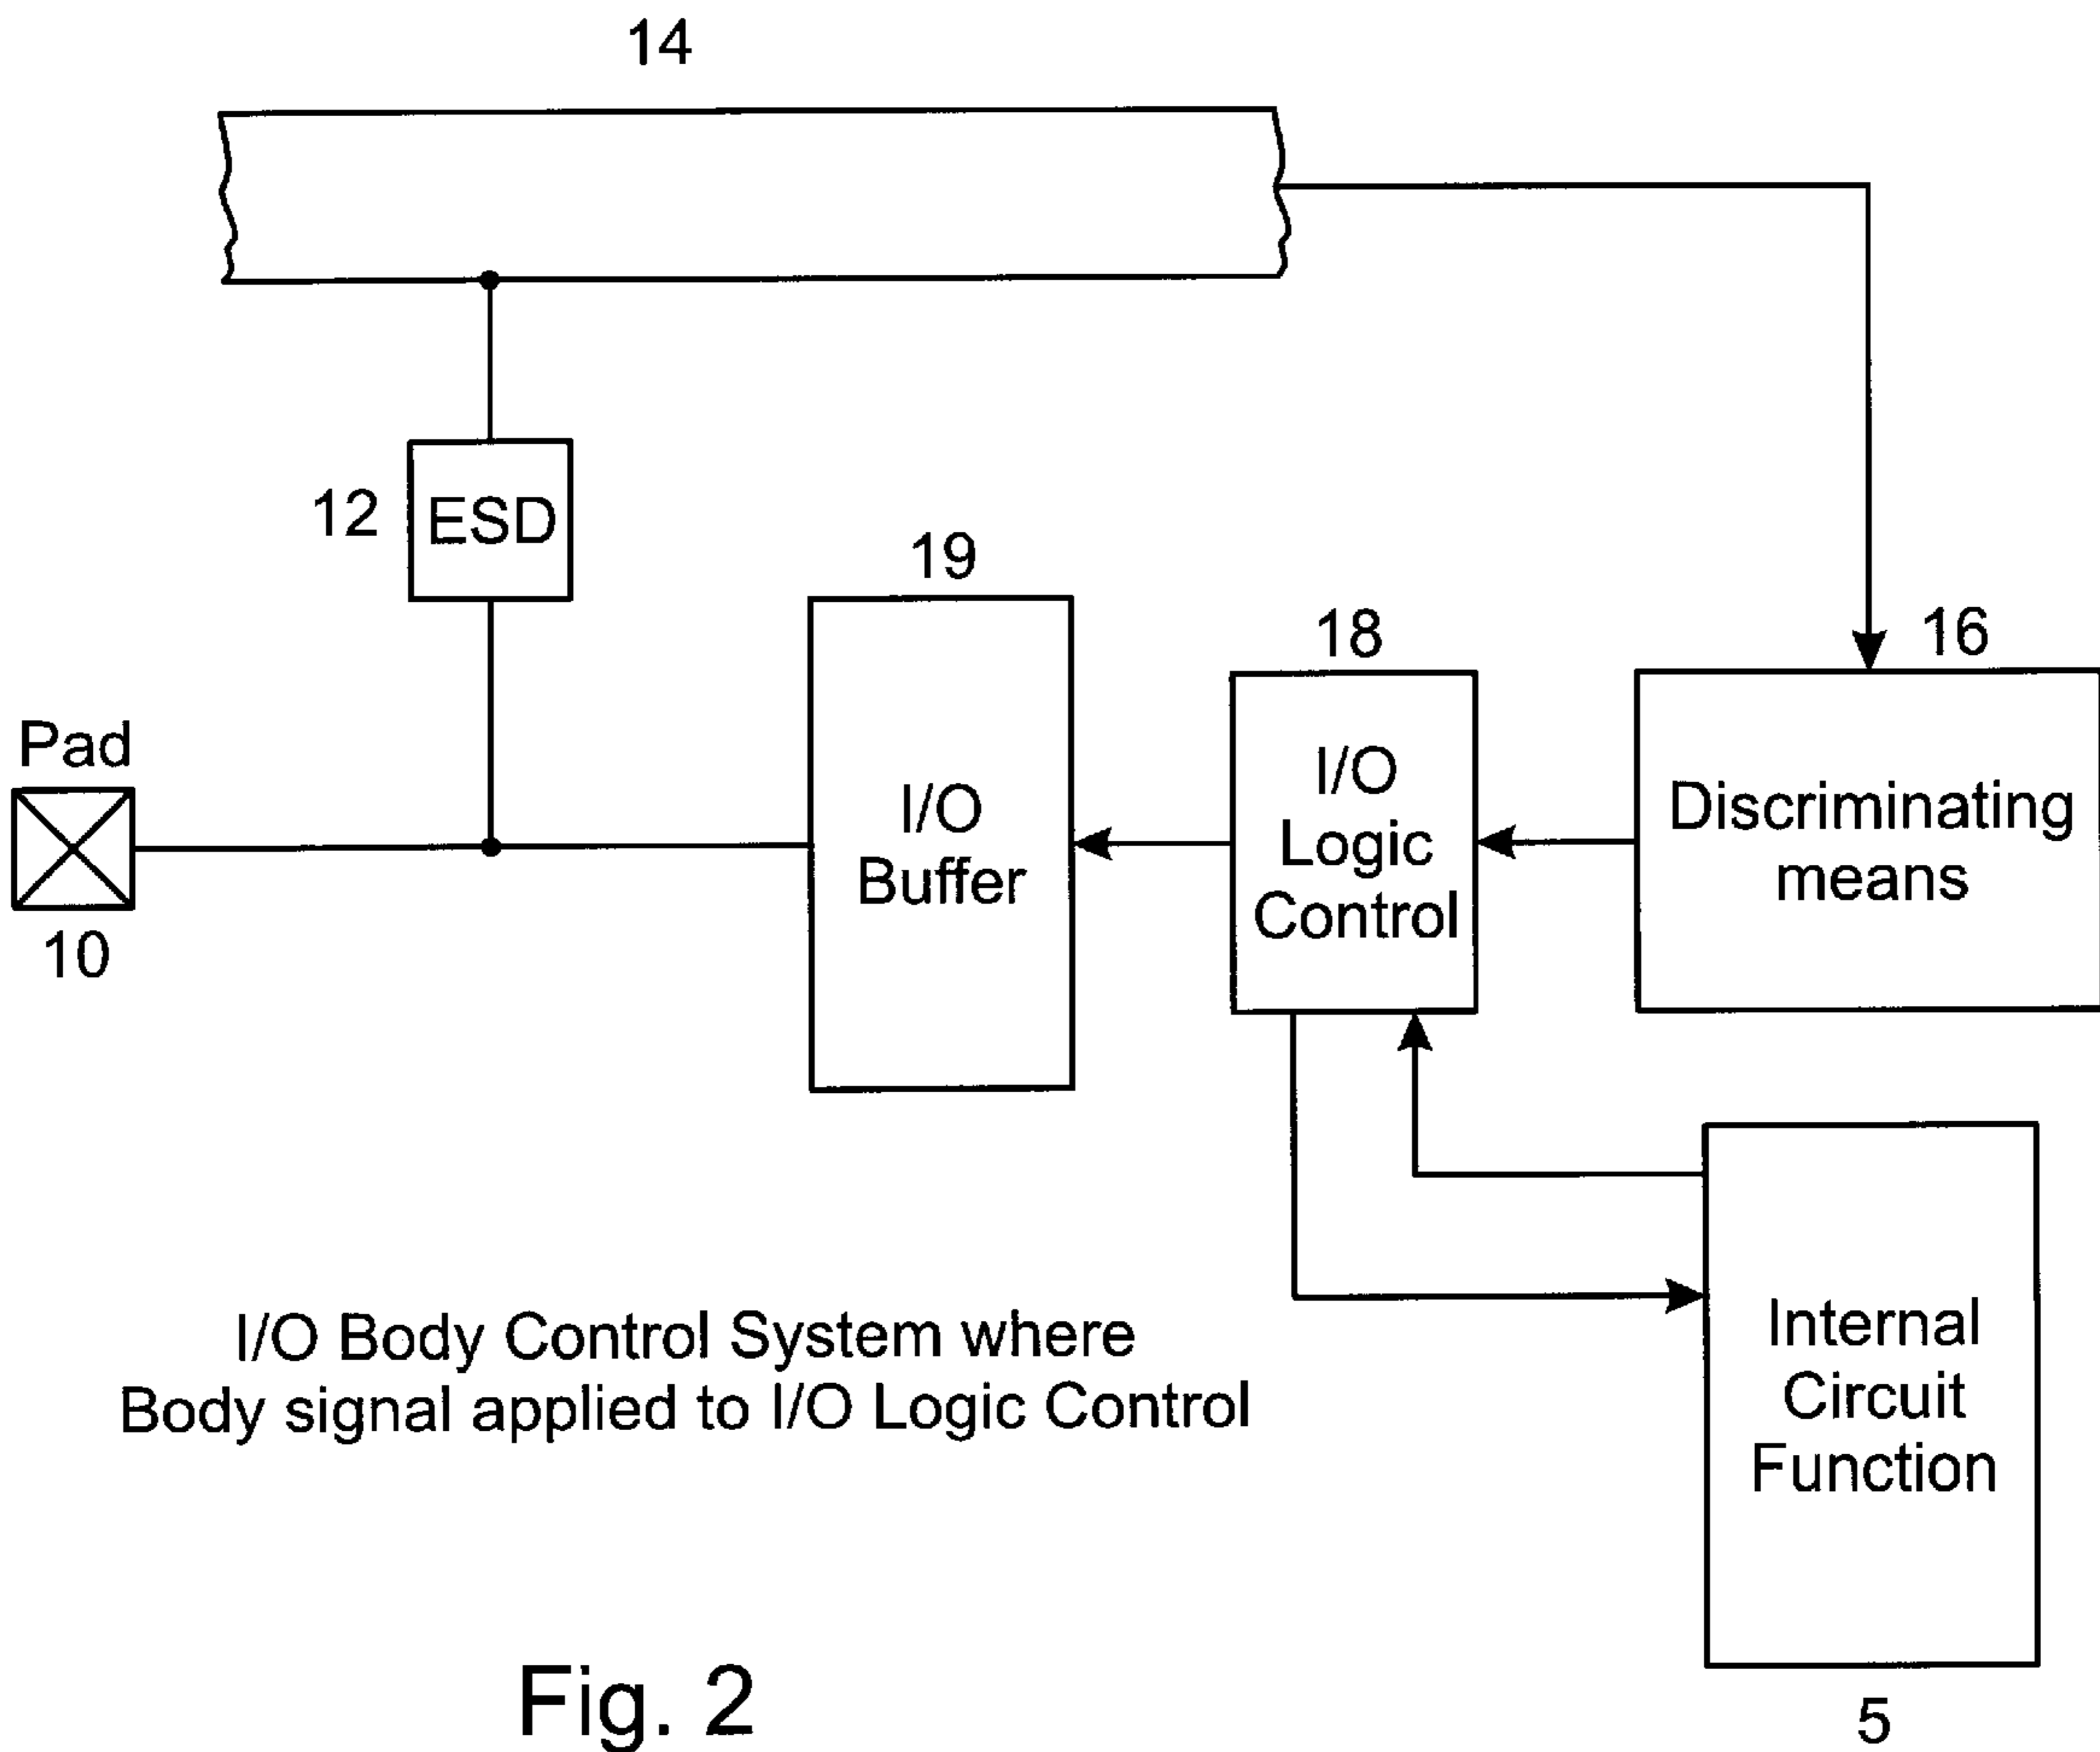 14
12
ESD
19
18
16
Pad
I/O
Buffer
I/O
Logic
Control
Discriminating
means
10
I/O Body Control System where
Body signal applied to I/O Logic Control
Internal
Circuit
Function
Fig. 2
5